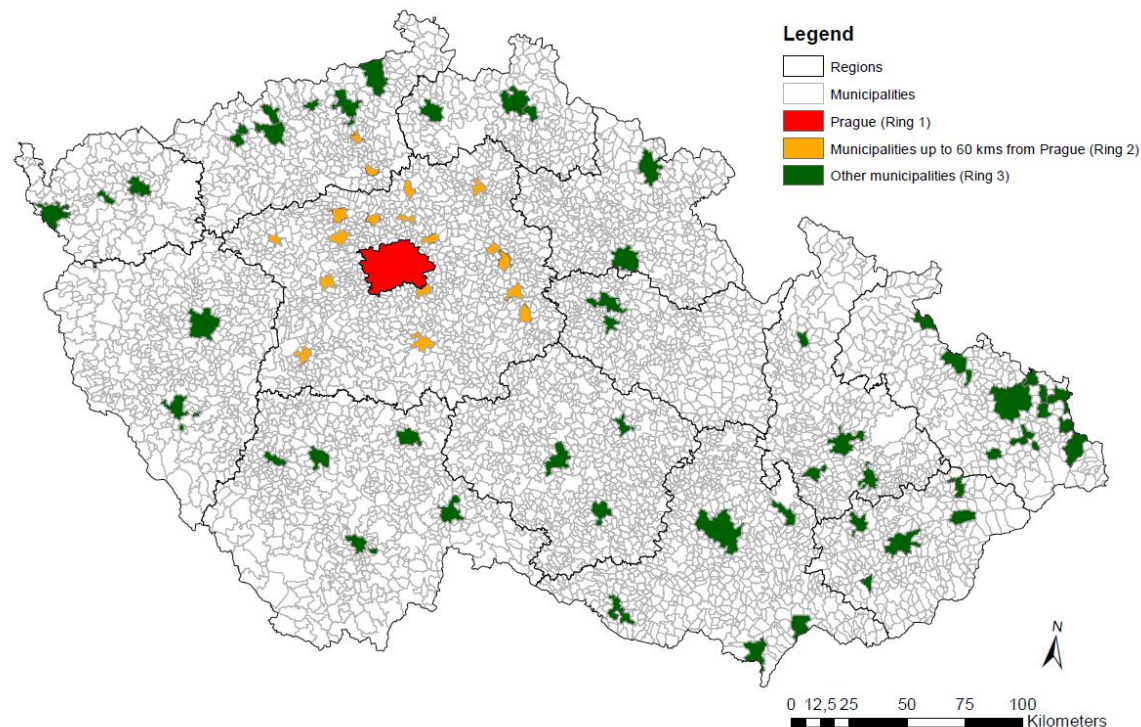 Legend
Regions
Municipalities
Prague (Ring 1)
Municipalities up to 60 kms from Prague (Ring 2)
Other municipalities (Ring 3)
N
0 12,5 25 50 75 100
Kilometers